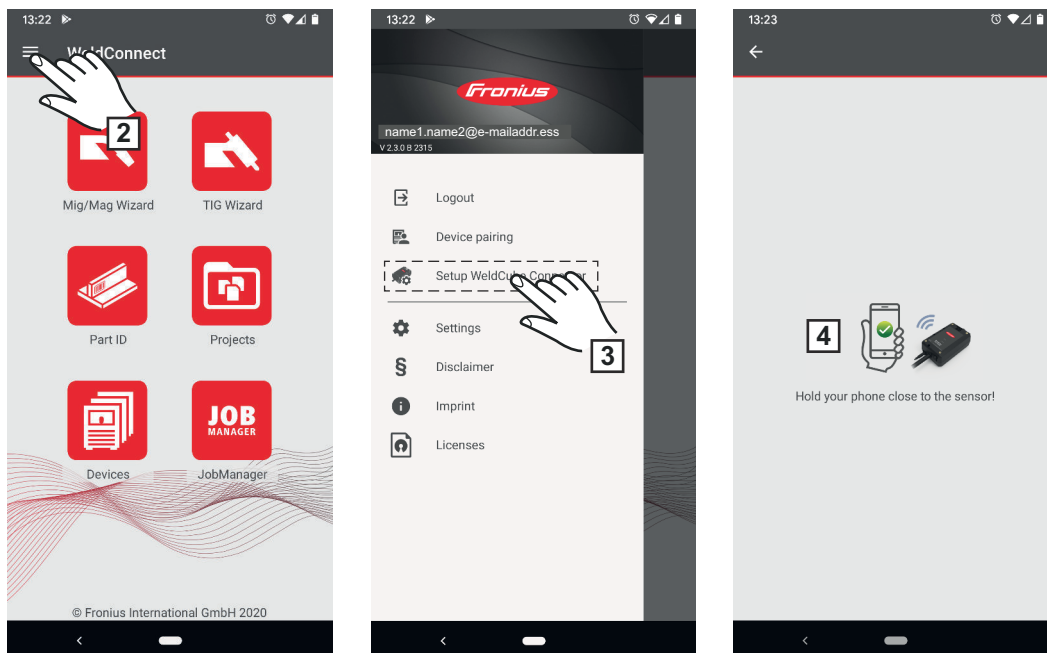 13:22
WeldConnect
2
Mig/Mag Wizard
TIG Wizard
Part ID
Projects
JOB
MANAGER
Devices
JobManager
© Fronius International GmbH 2020
13:22
Fronius
name1.name2@e-mailaddr.ess
V 2.3.0 B 2315
Logout
Device pairing
Setup WeldCube Connector
Settings
3
§ Disclaimer
Imprint
Licenses
13:23
4
Hold your phone close to the sensor!